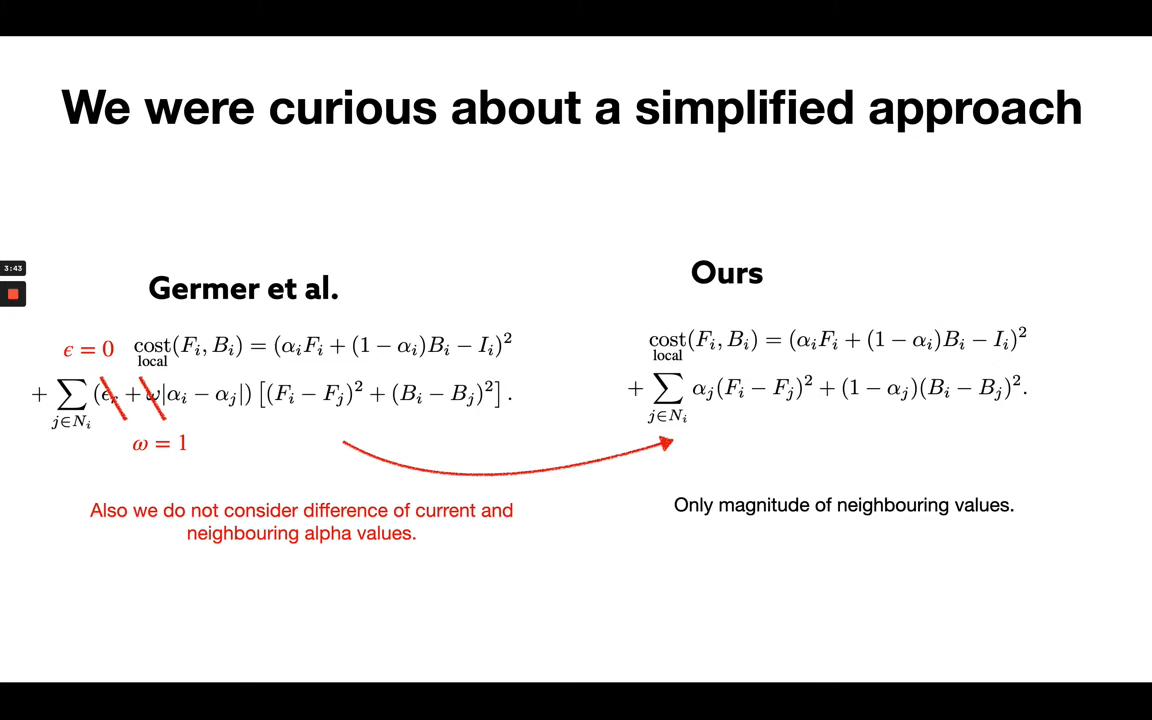 We were curious about a simplified approach
3:43
Germer et al.
ϵ = 0
cost(F_i, B_i) = (α_i F_i + (1 − α_i)B_i − I_i)²
local
+ ∑ (ϵ_r + ω|α_i − α_j|) [(F_i − F_j)² + (B_i − B_j)²].
j∈N_i
ω = 1
Also we do not consider difference of current and
neighbouring alpha values.
Ours
cost(F_i, B_i) = (α_i F_i + (1 − α_i)B_i − I_i)²
local
+ ∑ α_j(F_i − F_j)² + (1 − α_j)(B_i − B_j)².
j∈N_i
Only magnitude of neighbouring values.